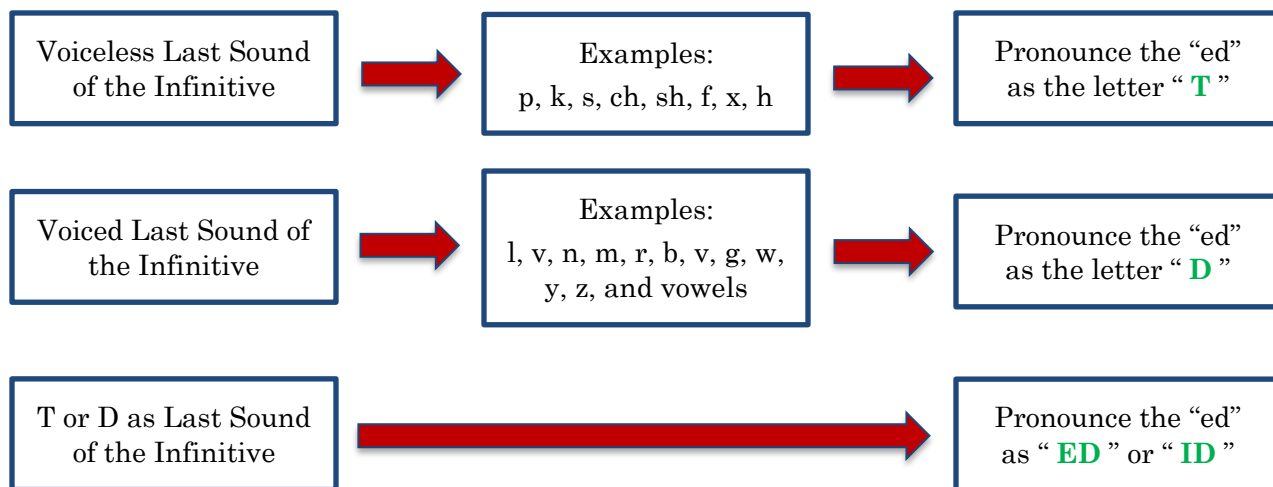 Voiceless Last Sound
of the Infinitive
Examples:
p, k, s, ch, sh, f, x, h
Pronounce the “ed”
as the letter “ T ”
Voiced Last Sound of
the Infinitive
Examples:
l, v, n, m, r, b, v, g, w,
y, z, and vowels
Pronounce the “ed”
as the letter “ D ”
T or D as Last Sound
of the Infinitive
Pronounce the “ed”
as “ ED ” or “ ID ”